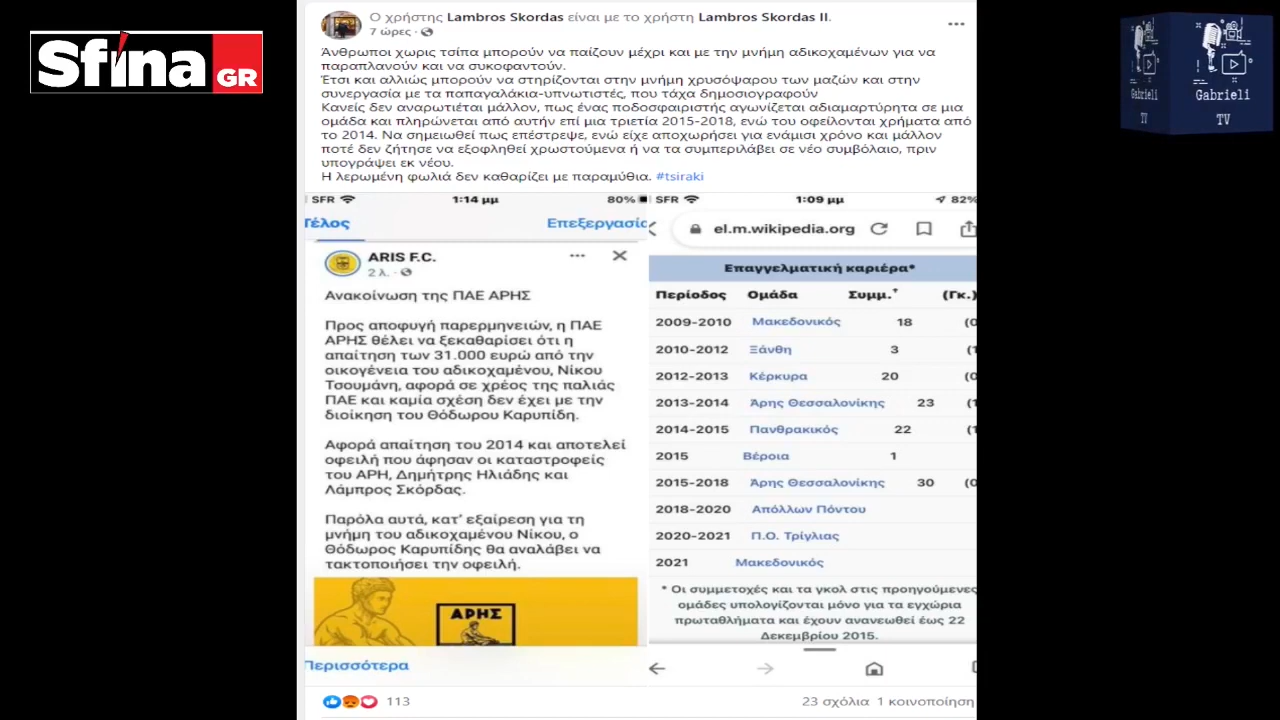 Sfina GR
Gabrieli
TV
Gabrieli
Ο χρήστης Lambros Skordas είναι με το χρήστη Lambros Skordas II.
7 ώρες ·
Άνθρωποι χωρις τσίπα μπορούν να παίζουν μέχρι και με την μνήμη αδικοχαμένων για να
παραπλανούν και να συκοφαντούν.
Έτσι και αλλιώς μπορούν να στηρίζονται στην μνήμη χρυσόψαρου των μαζών και στην
συνεργασία με τα παπαγαλάκια-υπνωτιστές, που τάχα δημοσιογραφούν
Κανείς δεν αναρωτιέται μάλλον, πως ένας ποδοσφαιριστής αγωνίζεται αδιαμαρτύρητα σε μια
ομάδα και πληρώνεται από αυτήν επί μια τριετία 2015-2018, ενώ του οφείλονται χρήματα από
το 2014. Να σημειωθεί πως επέστρεψε, ενώ είχε αποχωρήσει για ενάμισι χρόνο και μάλλον
ποτέ δεν ζήτησε να εξοφληθεί χρωστούμενα ή να τα συμπεριλάβει σε νέο συμβόλαιο, πριν
υπογράψει εκ νέου.
Η λερωμένη φωλιά δεν καθαρίζει με παραμύθια. #tsiraki
SFR 1:14 μμ 80%
Τέλος Επεξεργασίο
ARIS F.C.
2 λ. ·
Ανακοίνωση της ΠΑΕ ΑΡΗΣ
Προς αποφυγή παρερμηνειών, η ΠΑΕ
ΑΡΗΣ θέλει να ξεκαθαρίσει ότι η
απαίτηση των 31.000 ευρώ από την
οικογένεια του αδικοχαμένου, Νίκου
Τσουμάνη, αφορά σε χρέος της παλιάς
ΠΑΕ και καμία σχέση δεν έχει με την
διοίκηση του Θόδωρου Καρυπίδη.
Αφορά απαίτηση του 2014 και αποτελεί
οφειλή που άφησαν οι καταστροφείς
του ΑΡΗ, Δημήτρης Ηλιάδης και
Λάμπρος Σκόρδας.
Παρόλα αυτά, κατ' εξαίρεση για τη
μνήμη του αδικοχαμένου Νίκου, ο
Θόδωρος Καρυπίδης θα αναλάβει να
τακτοποιήσει την οφειλή.
ΑΡΗΣ
Περισσότερα
SFR 1:09 μμ 82%
el.m.wikipedia.org
Επαγγελματική καριέρα*
Περίοδος Ομάδα Συμμ.† (Γκ.)
2009-2010 Μακεδονικός 18 (0
2010-2012 Ξάνθη 3 (1
2012-2013 Κέρκυρα 20 (0
2013-2014 Άρης Θεσσαλονίκης 23 (1
2014-2015 Πανθρακικός 22 (1
2015 Βέροια 1
2015-2018 Άρης Θεσσαλονίκης 30 (0
2018-2020 Απόλλων Πόντου
2020-2021 Π.Ο. Τρίγλιας
2021 Μακεδονικός
* Οι συμμετοχές και τα γκολ στις προηγούμενες
ομάδες υπολογίζονται μόνο για τα εγχώρια
πρωταθλήματα και έχουν ανανεωθεί έως 22
Δεκεμβρίου 2015.
113 23 σχόλια 1 κοινοποίηση